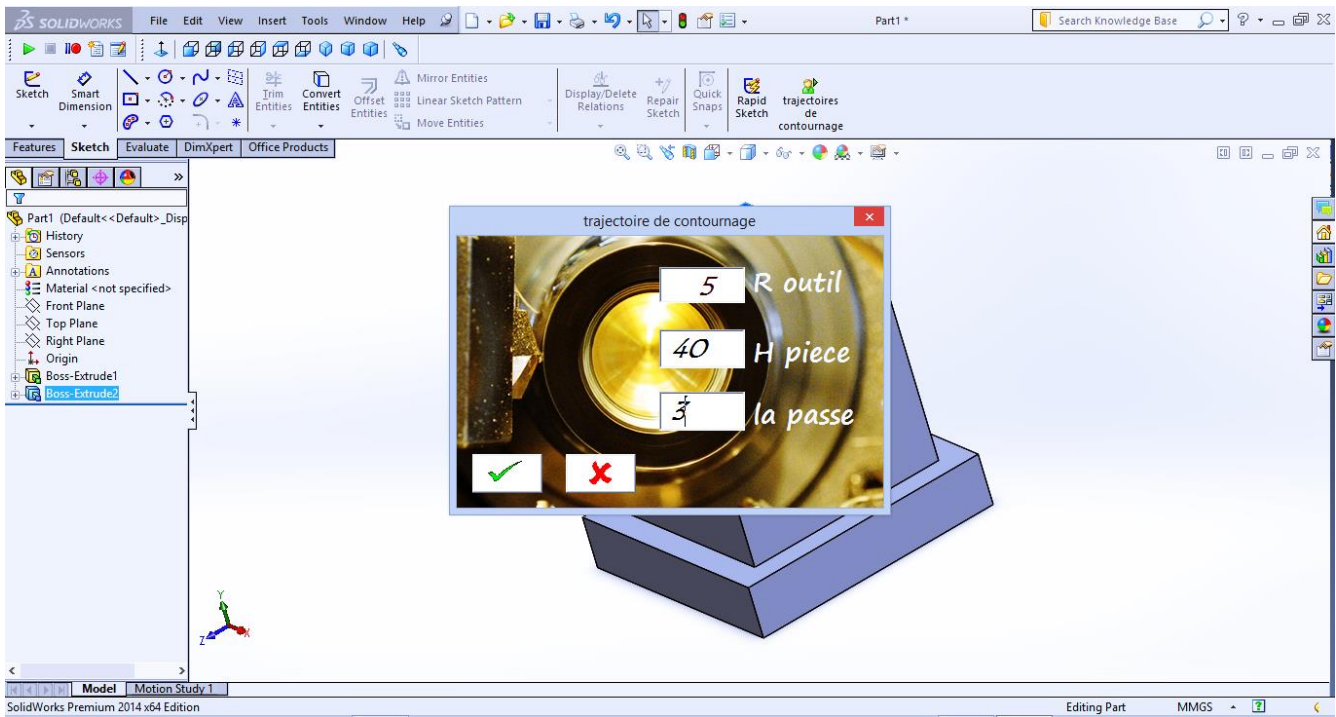 SOLIDWORKS File Edit View Insert Tools Window Help Part1 * Search Knowledge Base
Sketch Smart Dimension Trim Entities Convert Entities Offset Entities Mirror Entities Linear Sketch Pattern Move Entities Display/Delete Relations Repair Sketch Quick Snaps Rapid Sketch trajectoires de contournage
Features Sketch Evaluate DimXpert Office Products
Part1 (Default<<Default>_Disp
History
Sensors
Annotations
Material <not specified>
Front Plane
Top Plane
Right Plane
Origin
Boss-Extrude1
Boss-Extrude2
trajectoire de contournage
5 R outil
40 H piece
3 la passe
Y
Z X
Model Motion Study 1
SolidWorks Premium 2014 x64 Edition Editing Part MMGS